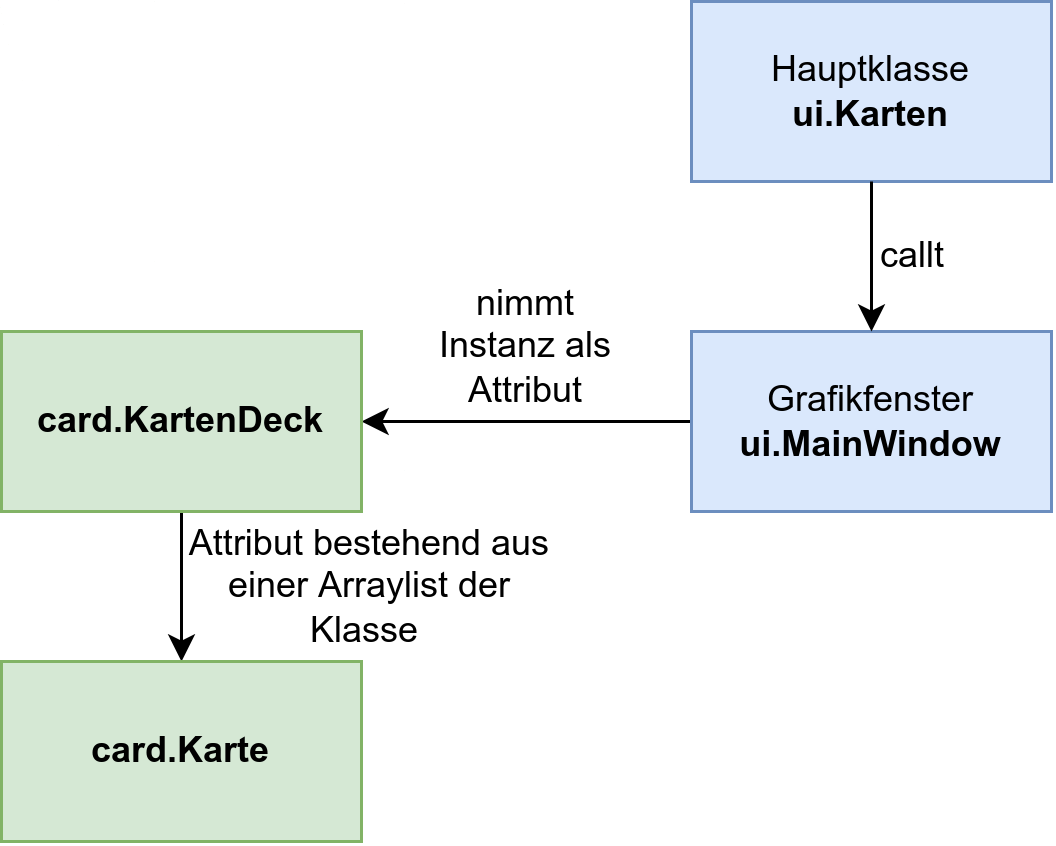 Hauptklasse
ui.Karten
callt
nimmt
Instanz als
Attribut
card.KartenDeck
Grafikfenster
ui.MainWindow
Attribut bestehend aus
einer Arraylist der
Klasse
card.Karte